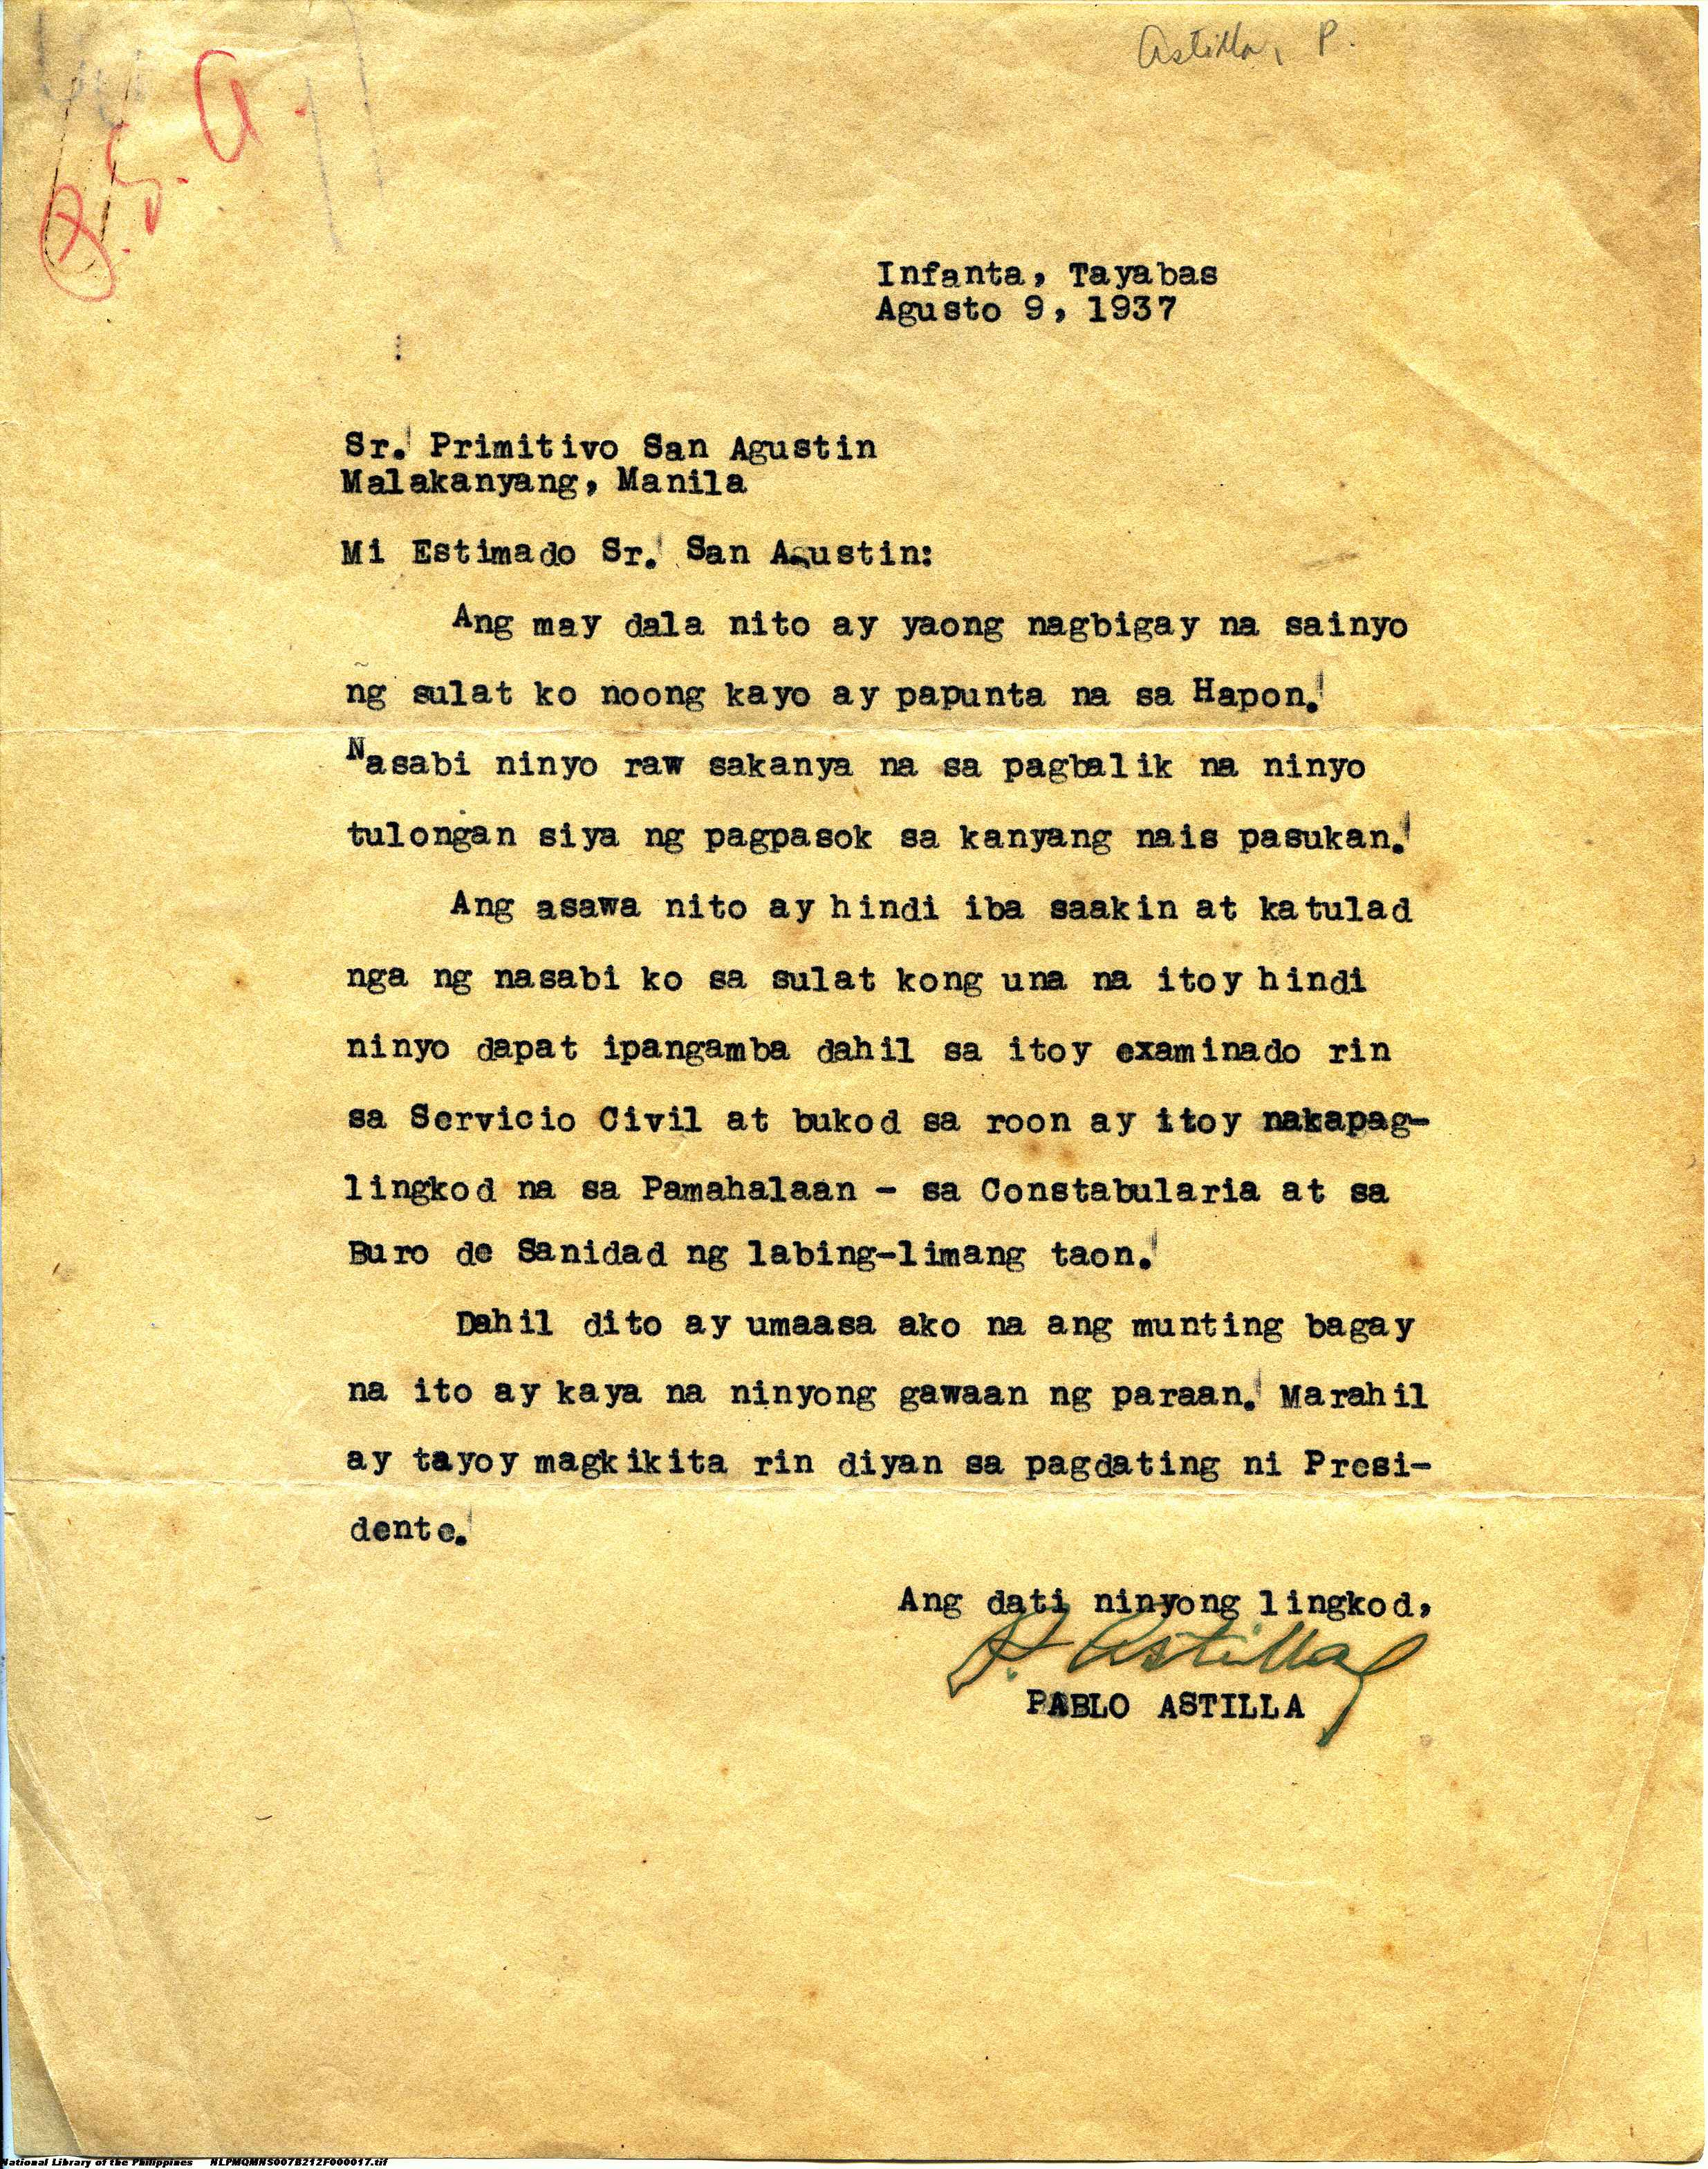 Astilla, P.
S. A.
Infanta, Tayabas
Agusto 9, 1937
Sr. Primitivo San Agustin
Malakanyang, Manila
Mi Estimado Sr. San Agustin:
Ang may dala nito ay yaong nagbigay na sainyo
ng sulat ko noong kayo ay papunta na sa Hapon.
Nasabi ninyo raw sakanya na sa pagbalik na ninyo
tulongan siya ng pagpasok sa kanyang nais pasukan.
Ang asawa nito ay hindi iba saakin at katulad
nga ng nasabi ko sa sulat kong una na itoy hindi
ninyo dapat ipangamba dahil sa itoy examinado rin
sa Servicio Civil at bukod sa roon ay itoy nakapag-
lingkod na sa Pamahalaan - sa Constabularia at sa
Buro de Sanidad ng labing-limang taon.
Dahil dito ay umaasa ako na ang munting bagay
na ito ay kaya na ninyong gawaan ng paraan. Marahil
ay tayoy magkikita rin diyan sa pagdating ni Presi-
dente.
Ang dati ninyong lingkod,
P. Astilla
PABLO ASTILLA
National Library of the Philippines NLPMQMNS007B212F000017.tif